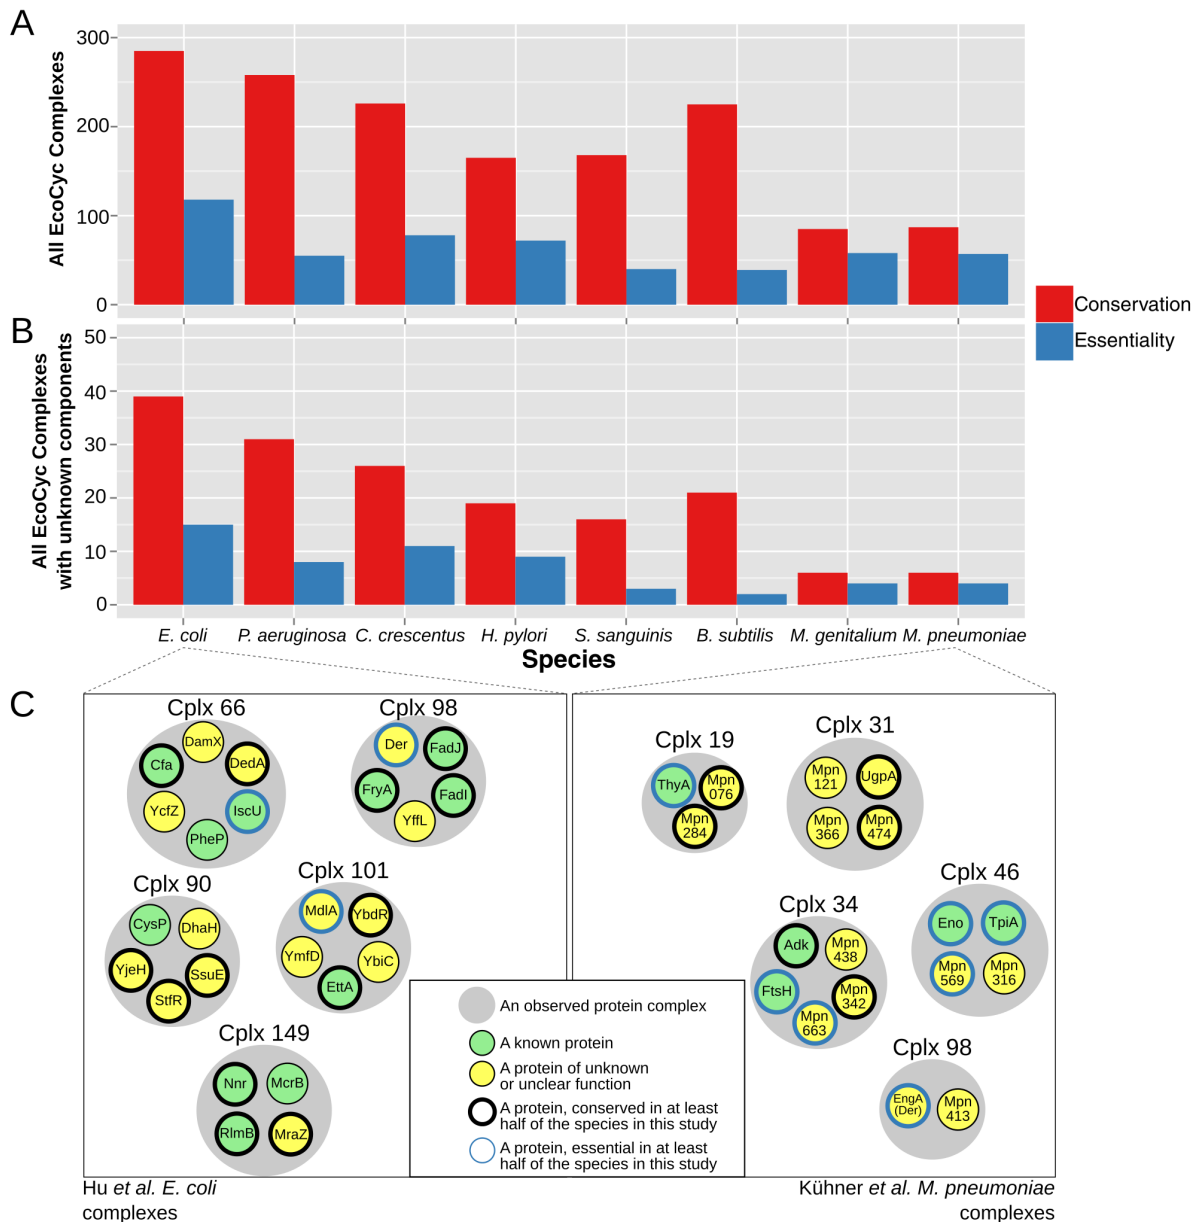 A
All EcoCyc Complexes
300
200
100
0
B
All EcoCyc Complexes
with unknown components
50
40
30
20
10
0
Conservation
Essentiality
E. coli P. aeruginosa C. crescentus H. pylori S. sanguinis B. subtilis M. genitalium M. pneumoniae
Species
C
Cplx 66
DamX
Cfa
DedA
YcfZ
IscU
PheP
Cplx 98
Der
FadJ
FryA
FadI
YffL
Cplx 90
CysP
DhaH
YjeH
SsuE
StfR
Cplx 101
MdlA
YbdR
YmfD
YbiC
EttA
Cplx 149
Nnr
McrB
RlmB
MraZ
Cplx 19
ThyA
Mpn
076
Mpn
284
Cplx 31
Mpn
121
UgpA
Mpn
366
Mpn
474
Cplx 46
Eno
TpiA
Mpn
569
Mpn
316
Cplx 34
Adk
Mpn
438
FtsH
Mpn
342
Mpn
663
Cplx 98
EngA
(Der)
Mpn
413
An observed protein complex
A known protein
A protein of unknown
or unclear function
A protein, conserved in at least
half of the species in this study
A protein, essential in at least
half of the species in this study
Hu et al. E. coli
complexes
Kühner et al. M. pneumoniae
complexes